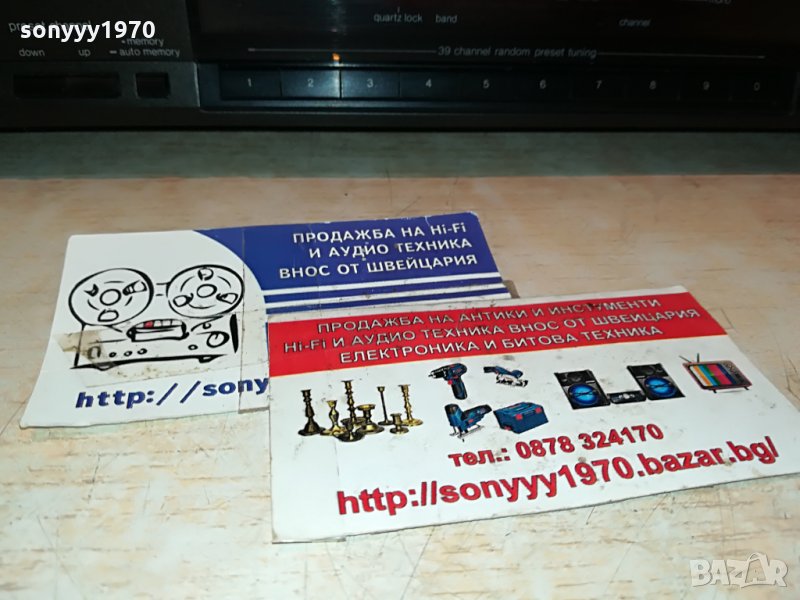 sonyyy1970
preset channel
down up memory auto memory
quartz lock band
channel
39 channel random preset tuning
1 2 3 4 5 6 7 8 9 0
ПРОДАЖБА НА Hi-Fi
И АУДИО ТЕХНИКА
ВНОС ОТ ШВЕЙЦАРИЯ
http://sony
ПРОДАЖБА НА АНТИКИ И ИНСТРУМЕНТИ
Hi-Fi И АУДИО ТЕХНИКА ВНОС ОТ ШВЕЙЦАРИЯ
ЕЛЕКТРОНИКА И БИТОВА ТЕХНИКА
тел.: 0878 324170
http://sonyyy1970.bazar.bg/
sonyyy1970
BAZAR